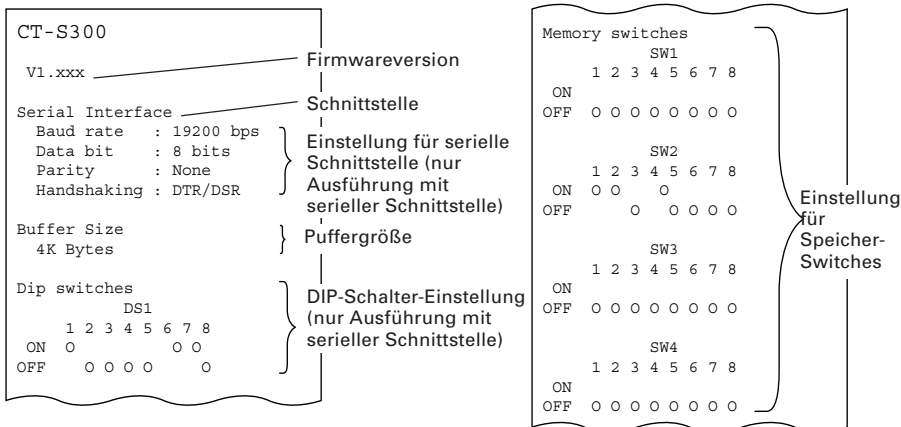 CT-S300
V1.xxx
Serial Interface
Baud rate : 19200 bps
Data bit : 8 bits
Parity : None
Handshaking : DTR/DSR
Buffer Size
4K Bytes
Dip switches
DS1
1 2 3 4 5 6 7 8
ON O O O
OFF O O O O O
Firmwareversion
Schnittstelle
Einstellung für serielle
Schnittstelle (nur
Ausführung mit
serieller Schnittstelle)
Puffergröße
DIP-Schalter-Einstellung
(nur Ausführung mit
serieller Schnittstelle)
Memory switches
SW1
1 2 3 4 5 6 7 8
ON
OFF O O O O O O O O
SW2
1 2 3 4 5 6 7 8
ON O O O
OFF O O O O O
SW3
1 2 3 4 5 6 7 8
ON
OFF O O O O O O O O
SW4
1 2 3 4 5 6 7 8
ON
OFF O O O O O O O O
Einstellung
für
Speicher-
Switches